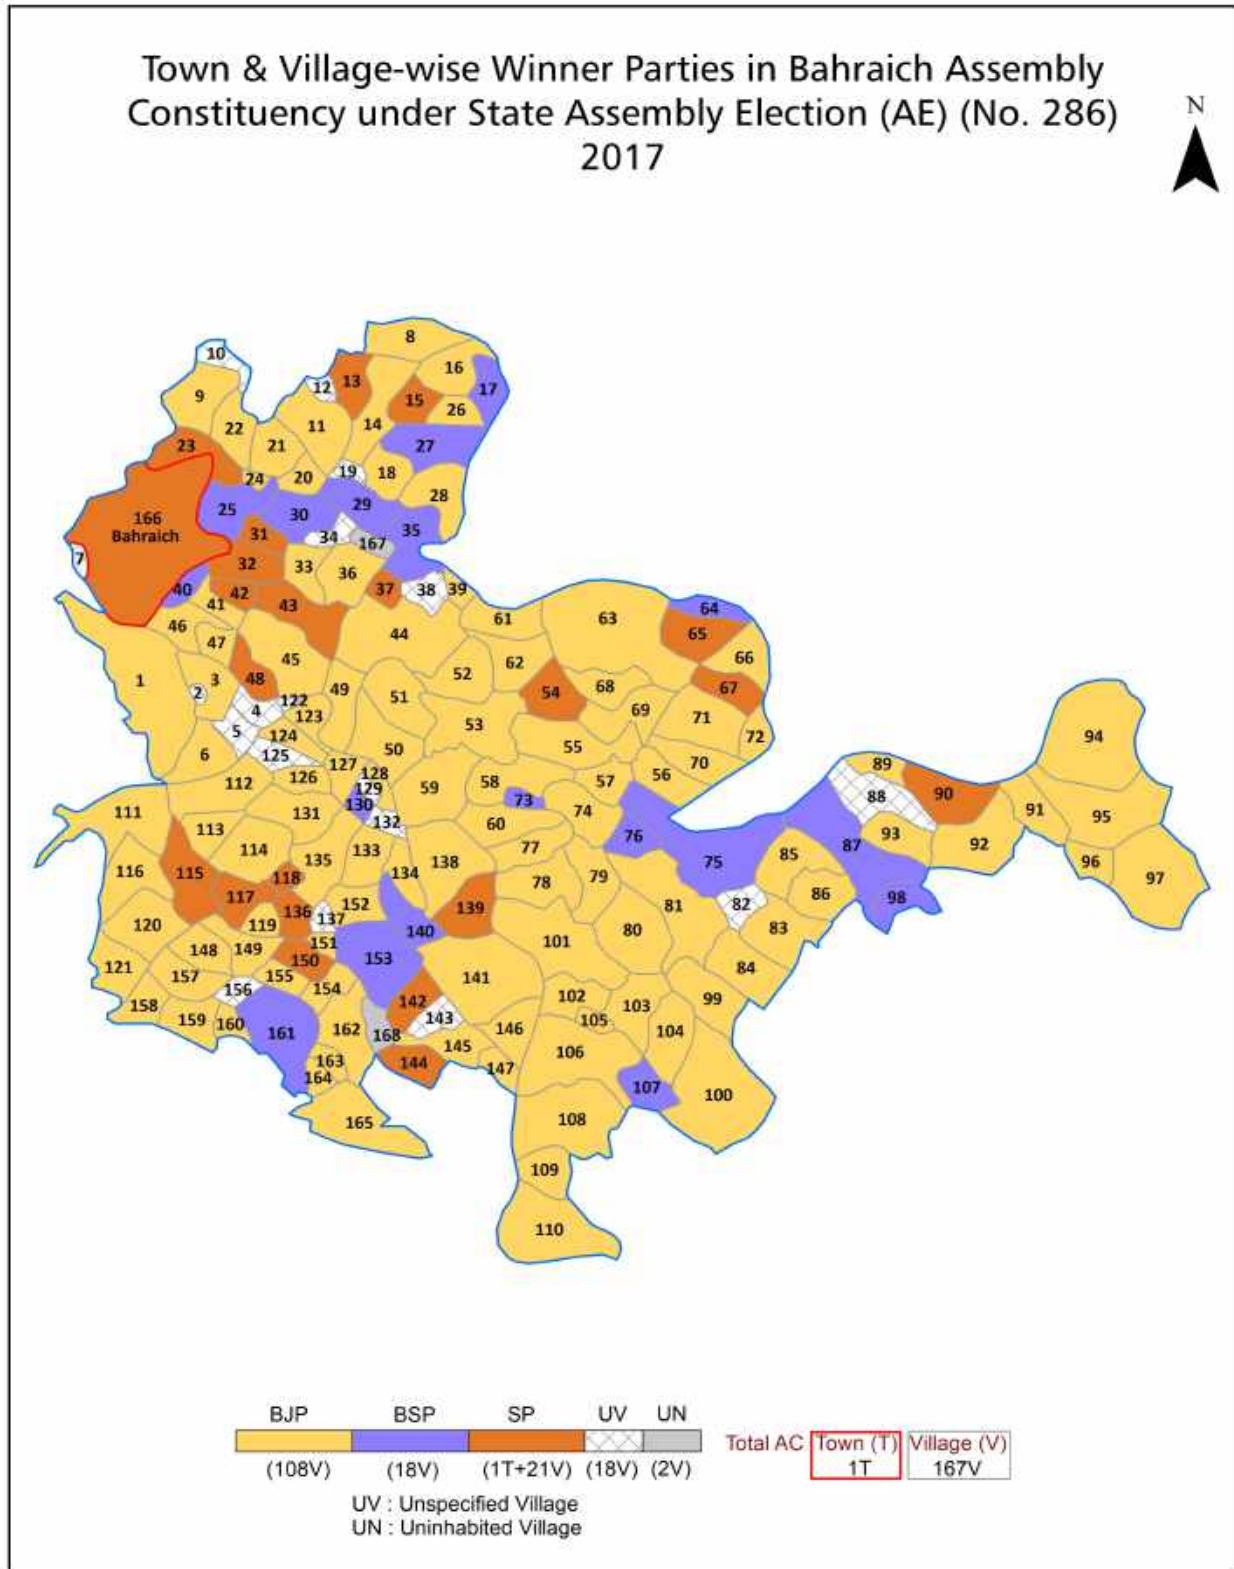 Town & Village-wise Winner Parties in Bahraich Assembly
Constituency under State Assembly Election (AE) (No. 286)
2017
N
8
10
16
12 13 17
9 15
26
22 11 14
21 27
23
24 20 19 18
28
25 30 29
166
Bahraich
31 34 167 35
7 32 33 36
40 42 37 38 39
41 43
46 44 61 63 64
47 65
45 62 66
1 3 48 52 67
2 49 51 54 68
4 122 69
5 123 53 71
124 72
6 125 50 55
112 126 127 128 58 57 56 70 89 94
129 59
111 130 73 88 90
131 132 74 91 95
113 60 76 87 93
114 133 77 75 85 92
116 115 135 134 138 96
118 78 79 86 97
117 136 152 139 82 98
120 119 137 81
151 140 80 83
148 149 150 153 101
121 157 155 141 84
156 154 102 99
158 142 103
159 160 143 146 105 104
161 162 168 145 106
163 144 147
164 107 100
165 108
109
110
BJP BSP SP UV UN
(108V) (18V) (1T+21V) (18V) (2V)
Total AC Town (T) Village (V)
1T 167V
UV : Unspecified Village
UN : Uninhabited Village